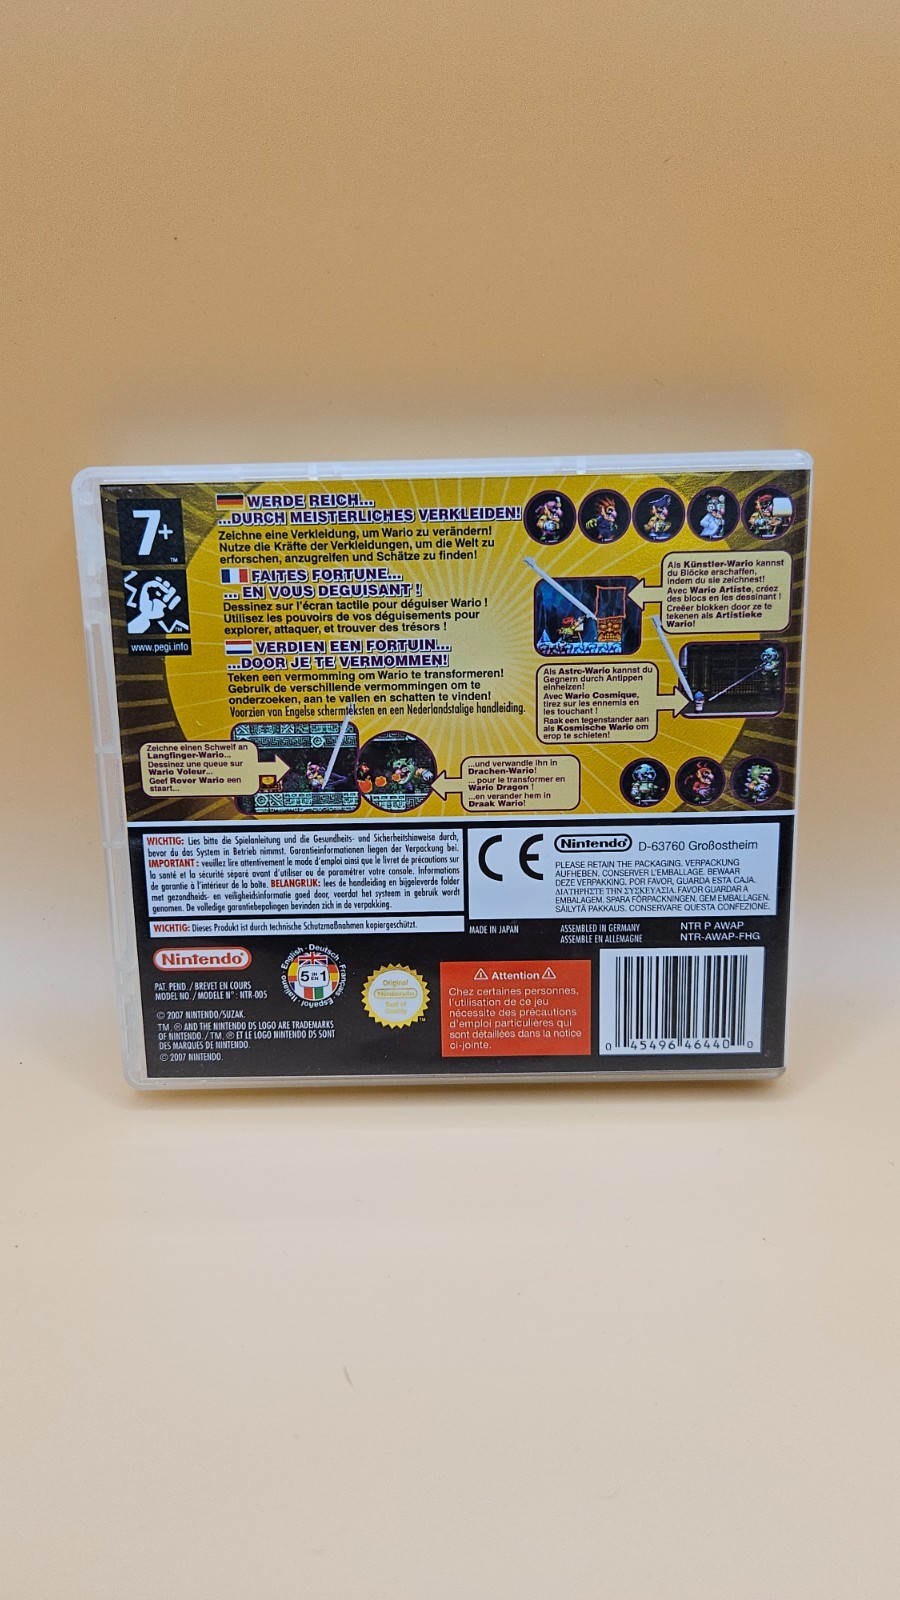 7+
™
www.pegi.info
WERDE REICH...
...DURCH MEISTERLICHES VERKLEIDEN!
Zeichne eine Verkleidung, um Wario zu verändern!
Nutze die Kräfte der Verkleidungen, um die Welt zu
erforschen, anzugreifen und Schätze zu finden!
FAITES FORTUNE...
... EN VOUS DEGUISANT !
Dessinez sur l'écran tactile pour déguiser Wario !
Utilisez les pouvoirs de vos déguisements pour
explorer, attaquer, et trouver des trésors !
VERDIEN EEN FORTUIN...
...DOOR JE TE VERMOMMEN!
Teken een vermomming om Wario te transformeren!
Gebruik de verschillende vermommingen om te
onderzoeken, aan te vallen en schatten te vinden!
Voorzien van Engelse schermteksten en een Nederlandstalige handleiding.
Als Künstler-Wario kannst
du Blöcke erschaffen,
indem du sie zeichnest!
Avec Wario Artiste, créez
des blocs en les dessinant !
Creëer blokken door ze te
tekenen als Artistieke
Wario!
Als Astro-Wario kannst du
Gegnern durch Antippen
einheizen!
Avec Wario Cosmique,
tirez sur les ennemis en
les touchant !
Raak een tegenstander aan
als Kosmische Wario om
erop te schieten!
Zeichne einen Schweif an
Langfinger-Wario...
Dessinez une queue sur
Wario Voleur...
Geef Rover Wario een
staart...
...und verwandle ihn in
Drachen-Wario!
... pour le transformer en
Wario Dragon !
...en verander hem in
Draak Wario!
WICHTIG: Lies bitte die Spielanleitung und die Gesundheits- und Sicherheitshinweise durch,
bevor du das System in Betrieb nimmst. Garantieinformationen liegen der Verpackung bei.
IMPORTANT : veuillez lire attentivement le mode d'emploi ainsi que le livret de précautions sur
la santé et la sécurité séparé avant d'utiliser ou de paramétrer votre console. Informations
de garantie à l'intérieur de la boîte. BELANGRIJK: lees de handleiding en bijgeleverde folder
met gezondheids- en veiligheidsinformatie goed door, voordat het systeem in gebruik wordt
genomen. De volledige garantiebepalingen bevinden zich in de verpakking.
WICHTIG: Dieses Produkt ist durch technische Schutzmaßnahmen kopiergeschützt.
CE
Nintendo
D-63760 Großostheim
PLEASE RETAIN THE PACKAGING. VERPACKUNG
AUFHEBEN. CONSERVER L'EMBALLAGE. BEWAAR
DEZE VERPAKKING. POR FAVOR, GUARDA ESTA CAJA.
ΔΙΑΤΗΡΗΣΤΕ ΤΗΝ ΣΥΣΚΕΥΑΣΙΑ. FAVOR GUARDAR A
EMBALAGEM. SPARA FÖRPACKNINGEN. GEM EMBALLAGEN.
SÄILYTÄ PAKKAUS. CONSERVARE QUESTA CONFEZIONE.
MADE IN JAPAN
ASSEMBLED IN GERMANY
ASSEMBLE EN ALLEMAGNE
NTR P AWAP
NTR-AWAP-FHG
Nintendo®
PAT. PEND. / BREVET EN COURS
MODEL NO. / MODELE N° : NTR-005
© 2007 NINTENDO/SUZAK.
TM, ® AND THE NINTENDO DS LOGO ARE TRADEMARKS
OF NINTENDO. / TM, ® ET LE LOGO NINTENDO DS SONT
DES MARQUES DE NINTENDO.
© 2007 NINTENDO.
English · Deutsch · Français · Español · Italiano
5 IN 1
EN
Original
Nintendo
Seal of
Quality
™
Attention
Chez certaines personnes,
l'utilisation de ce jeu
nécessite des précautions
d'emploi particulières qui
sont détaillées dans la notice
ci-jointe.
0 45496 46440 0